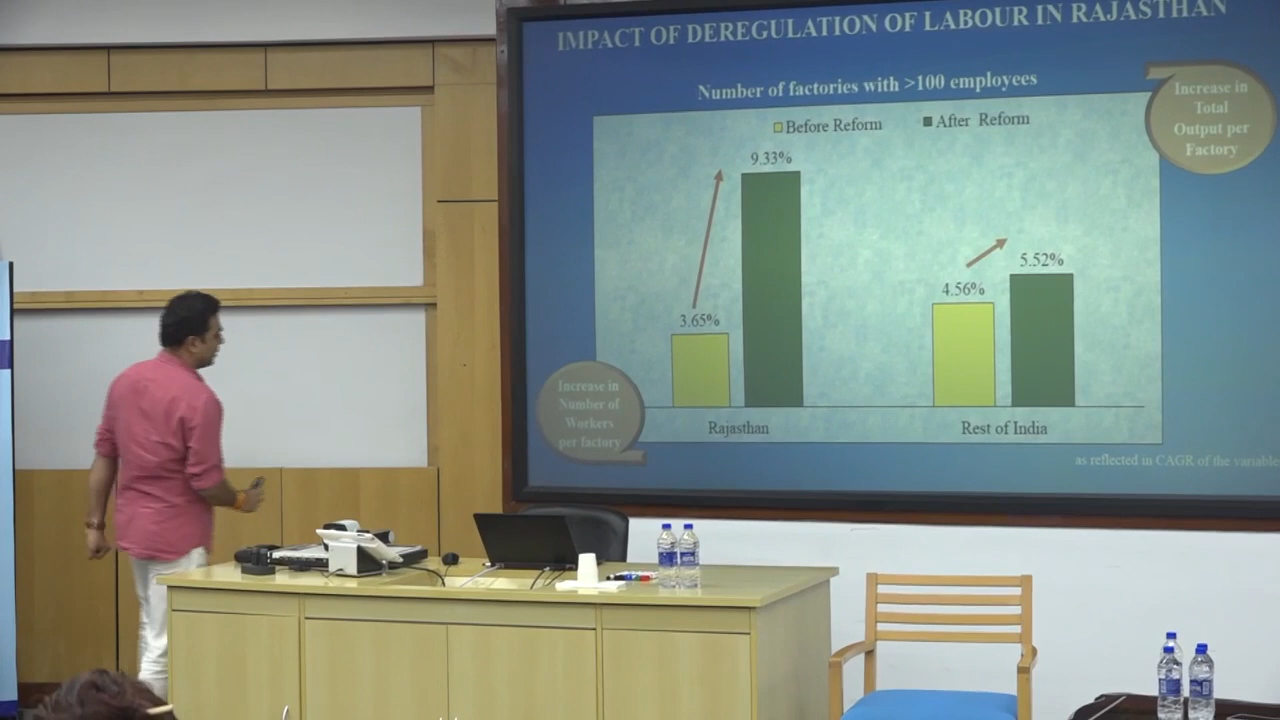 IMPACT OF DEREGULATION OF LABOUR IN RAJASTHAN
Number of factories with >100 employees
Before Reform
After Reform
Increase in
Total
Output per
Factory
9.33%
3.65%
5.52%
4.56%
Increase in
Number of
Workers
per factory
Rajasthan
Rest of India
as reflected in CAGR of the variable